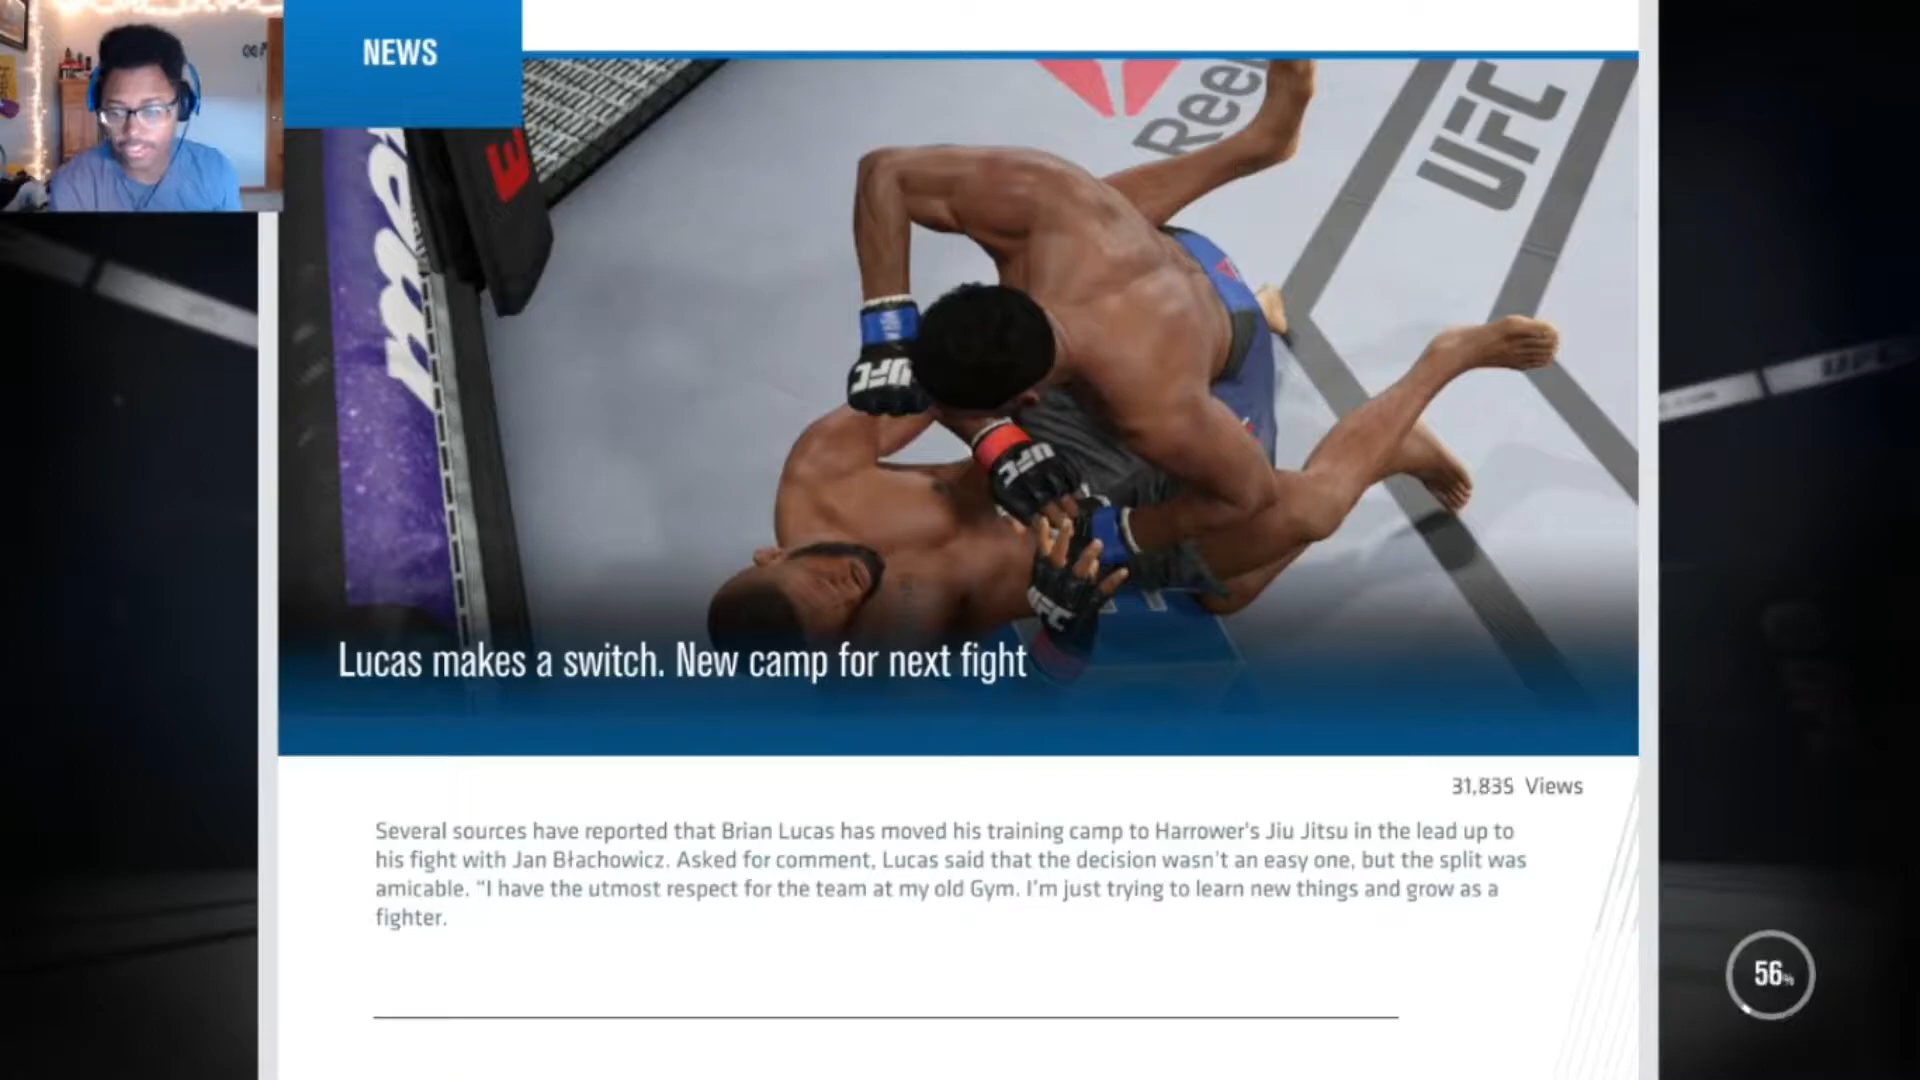 NEWS
Ree
UFC
E
UFC
UFC
UFC
Lucas makes a switch. New camp for next fight
31,835 Views
Several sources have reported that Brian Lucas has moved his training camp to Harrower's Jiu Jitsu in the lead up to
his fight with Jan Błachowicz. Asked for comment, Lucas said that the decision wasn't an easy one, but the split was
amicable. “I have the utmost respect for the team at my old Gym. I'm just trying to learn new things and grow as a
fighter.
56%